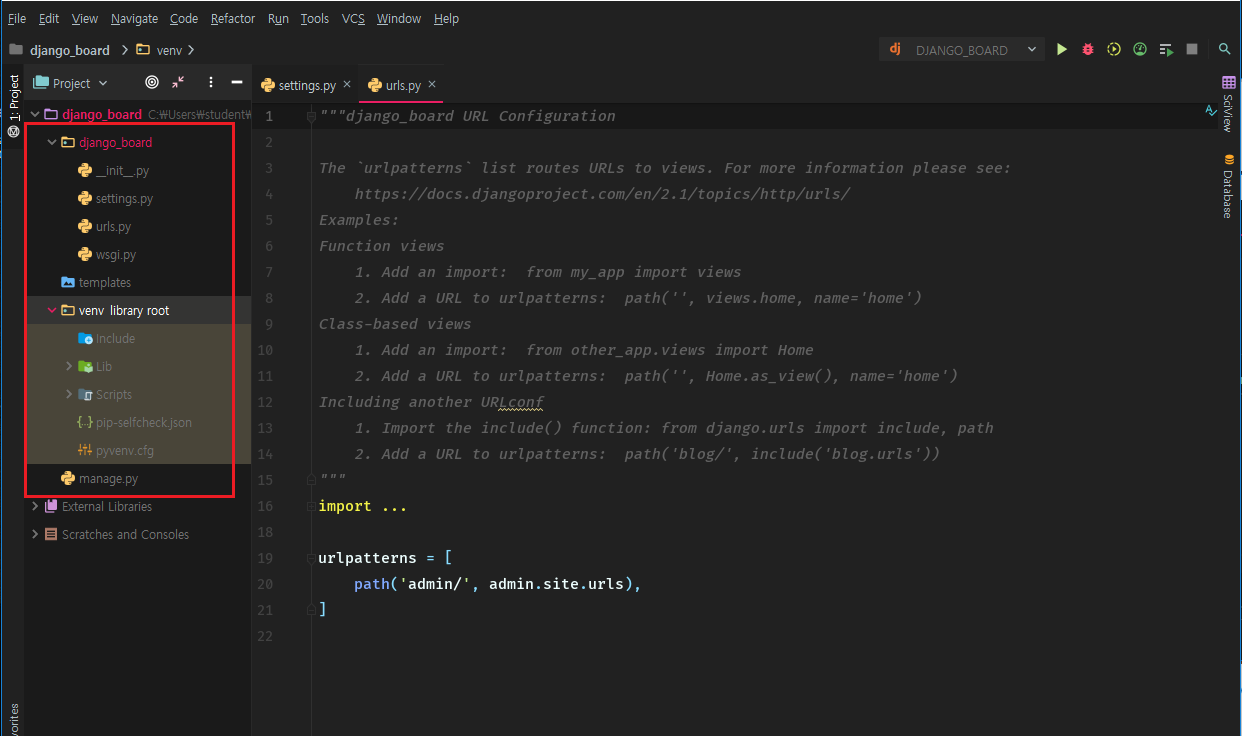 File Edit View Navigate Code Refactor Run Tools VCS Window Help
django_board venv
dj DJANGO_BOARD
1: Project
Project
settings.py
urls.py
django_board C:₩Users₩student₩
django_board
__init__.py
settings.py
urls.py
wsgi.py
templates
venv library root
Include
Lib
Scripts
pip-selfcheck.json
pyvenv.cfg
manage.py
External Libraries
Scratches and Consoles
vorites
1 """django_board URL Configuration
2
3 The `urlpatterns` list routes URLs to views. For more information please see:
4 https://docs.djangoproject.com/en/2.1/topics/http/urls/
5 Examples:
6 Function views
7 1. Add an import:  from my_app import views
8 2. Add a URL to urlpatterns:  path('', views.home, name='home')
9 Class-based views
10 1. Add an import:  from other_app.views import Home
11 2. Add a URL to urlpatterns:  path('', Home.as_view(), name='home')
12 Including another URLconf
13 1. Import the include() function: from django.urls import include, path
14 2. Add a URL to urlpatterns:  path('blog/', include('blog.urls'))
15 """
16 import ...
18
19 urlpatterns = [
20 path('admin/', admin.site.urls),
21 ]
22
SciView
Database